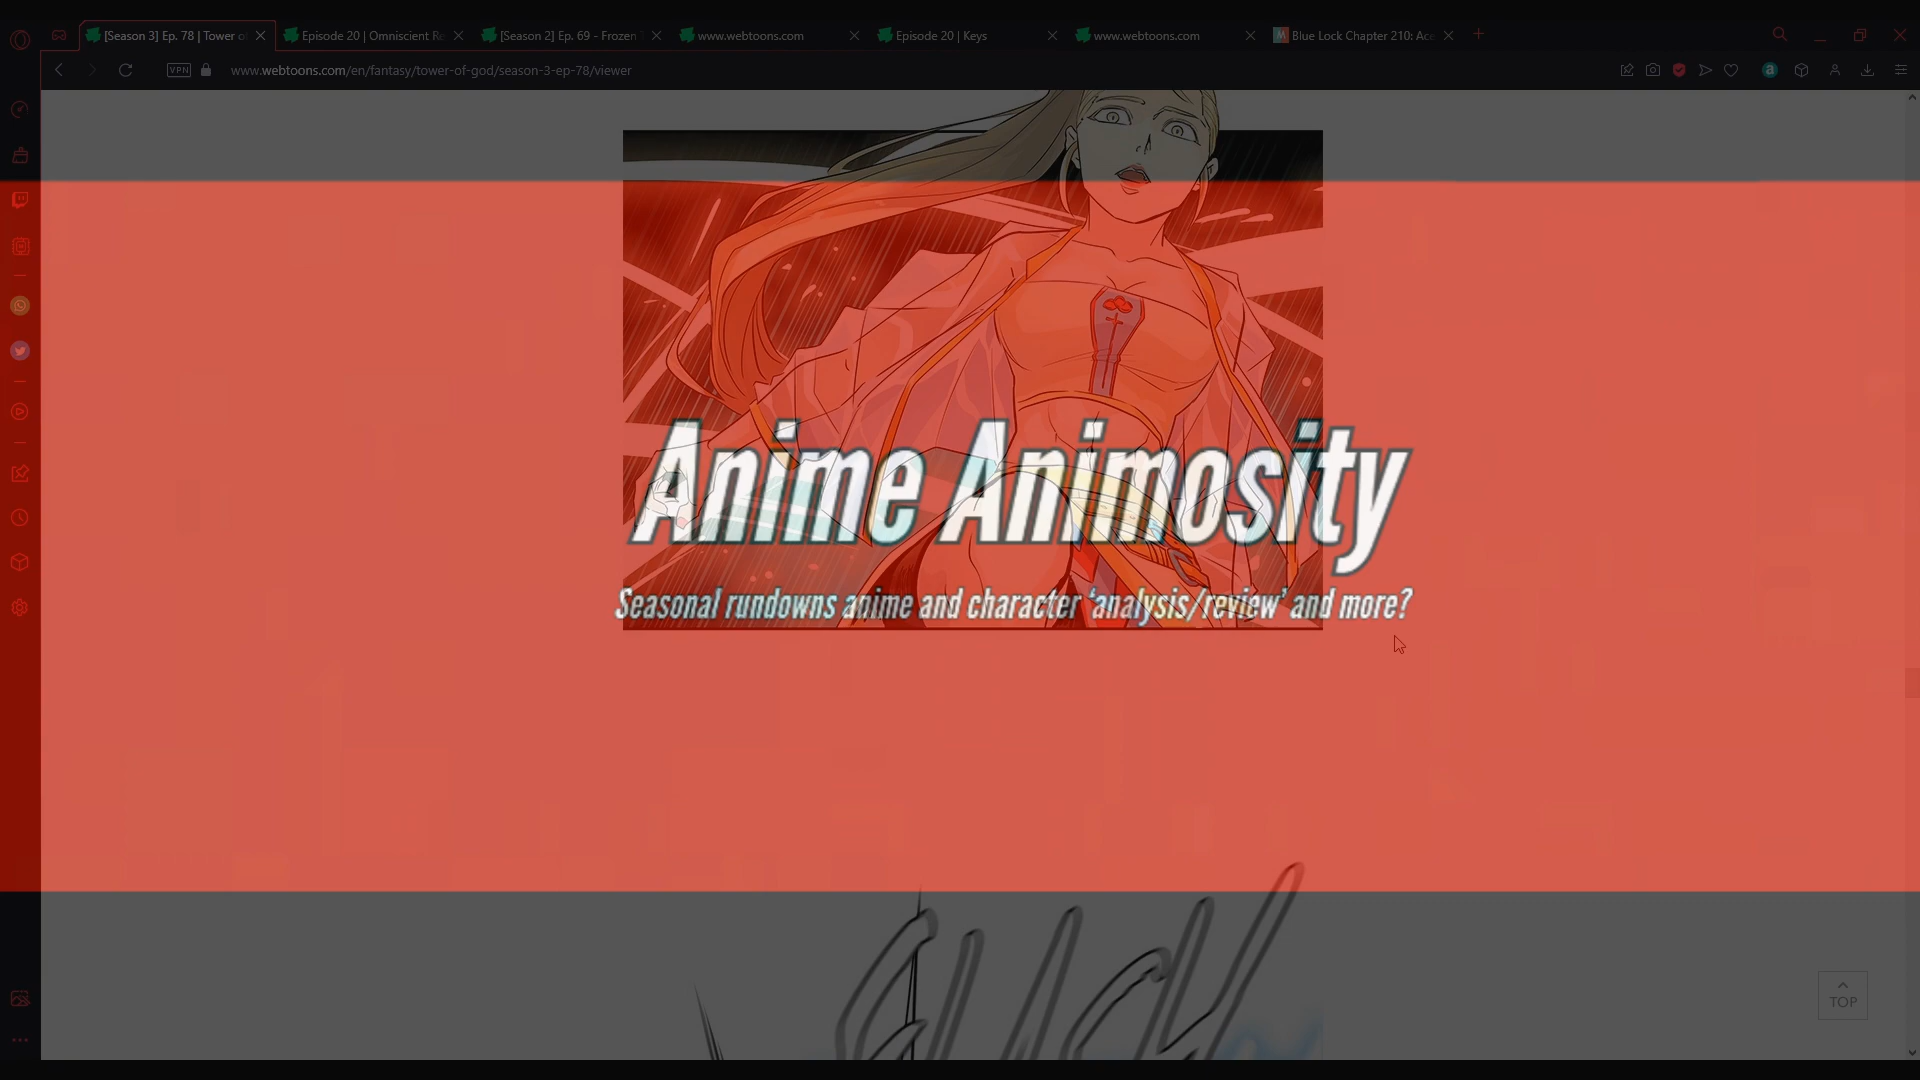 [Season 3] Ep. 78 | Tower of
Episode 20 | Omniscient Re
[Season 2] Ep. 69 - Frozen
www.webtoons.com
Episode 20 | Keys
www.webtoons.com
Blue Lock Chapter 210: Ace
VPN
www.webtoons.com/en/fantasy/tower-of-god/season-3-ep-78/viewer
Anime Animosity
Seasonal rundowns anime and character ‘analysis/review’ and more?
TOP